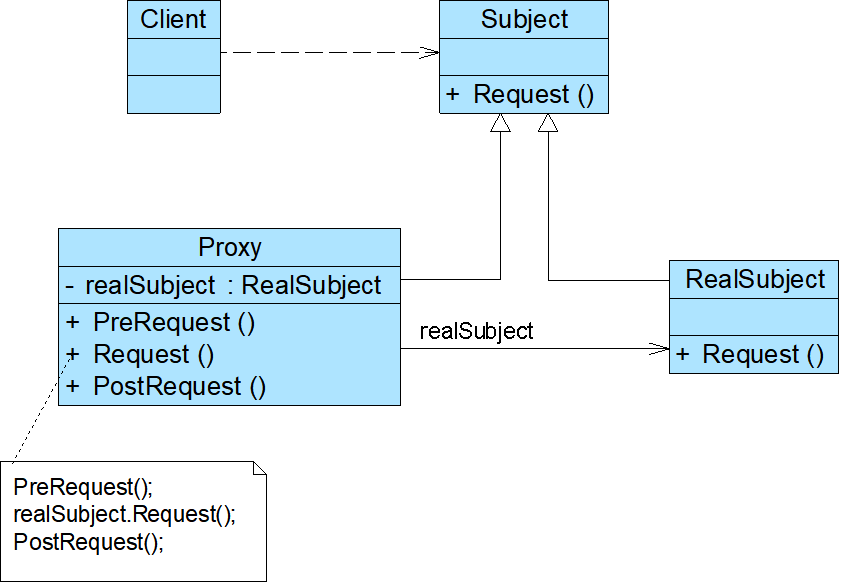 Client
Subject
+ Request ()
Proxy
- realSubject : RealSubject
+ PreRequest ()
+ Request ()
+ PostRequest ()
realSubject
RealSubject
+ Request ()
PreRequest();
realSubject.Request();
PostRequest();